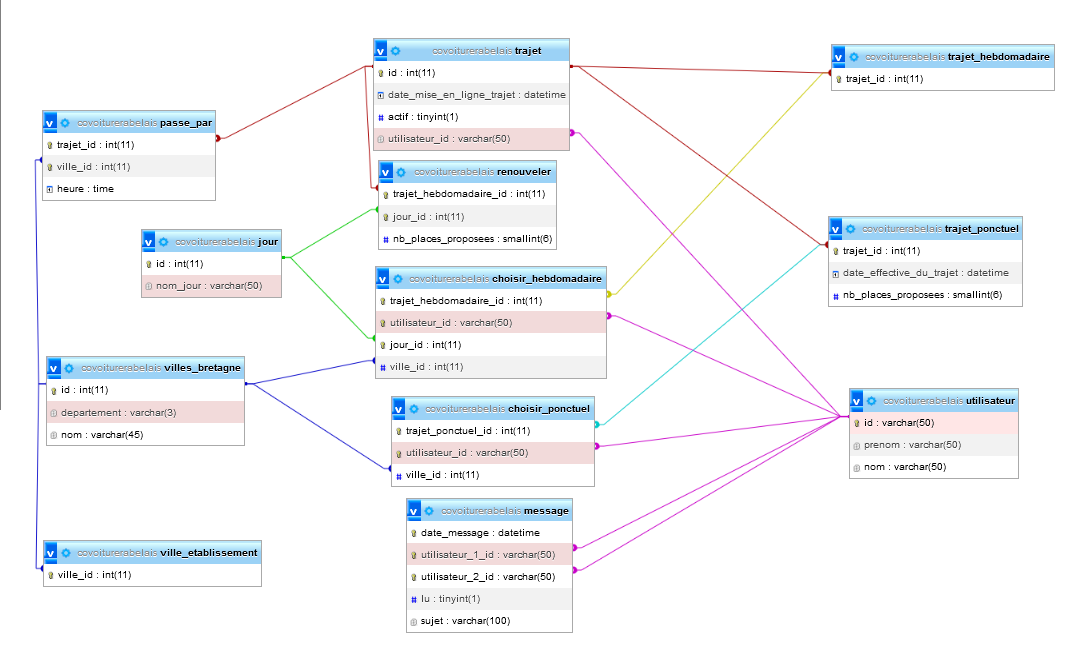 covoiturerabelais trajet
id : int(11)
date_mise_en_ligne_trajet : datetime
actif : tinyint(1)
utilisateur_id : varchar(50)
covoiturerabelais trajet_hebdomadaire
trajet_id : int(11)
covoiturerabelais passe_par
trajet_id : int(11)
ville_id : int(11)
heure : time
covoiturerabelais renouveler
trajet_hebdomadaire_id : int(11)
jour_id : int(11)
nb_places_proposees : smallint(6)
covoiturerabelais jour
id : int(11)
nom_jour : varchar(50)
covoiturerabelais trajet_ponctuel
trajet_id : int(11)
date_effective_du_trajet : datetime
nb_places_proposees : smallint(6)
covoiturerabelais choisir_hebdomadaire
trajet_hebdomadaire_id : int(11)
utilisateur_id : varchar(50)
jour_id : int(11)
ville_id : int(11)
covoiturerabelais villes_bretagne
id : int(11)
departement : varchar(3)
nom : varchar(45)
covoiturerabelais choisir_ponctuel
trajet_ponctuel_id : int(11)
utilisateur_id : varchar(50)
ville_id : int(11)
covoiturerabelais utilisateur
id : varchar(50)
prenom : varchar(50)
nom : varchar(50)
covoiturerabelais message
date_message : datetime
utilisateur_1_id : varchar(50)
utilisateur_2_id : varchar(50)
lu : tinyint(1)
sujet : varchar(100)
covoiturerabelais ville_etablissement
ville_id : int(11)